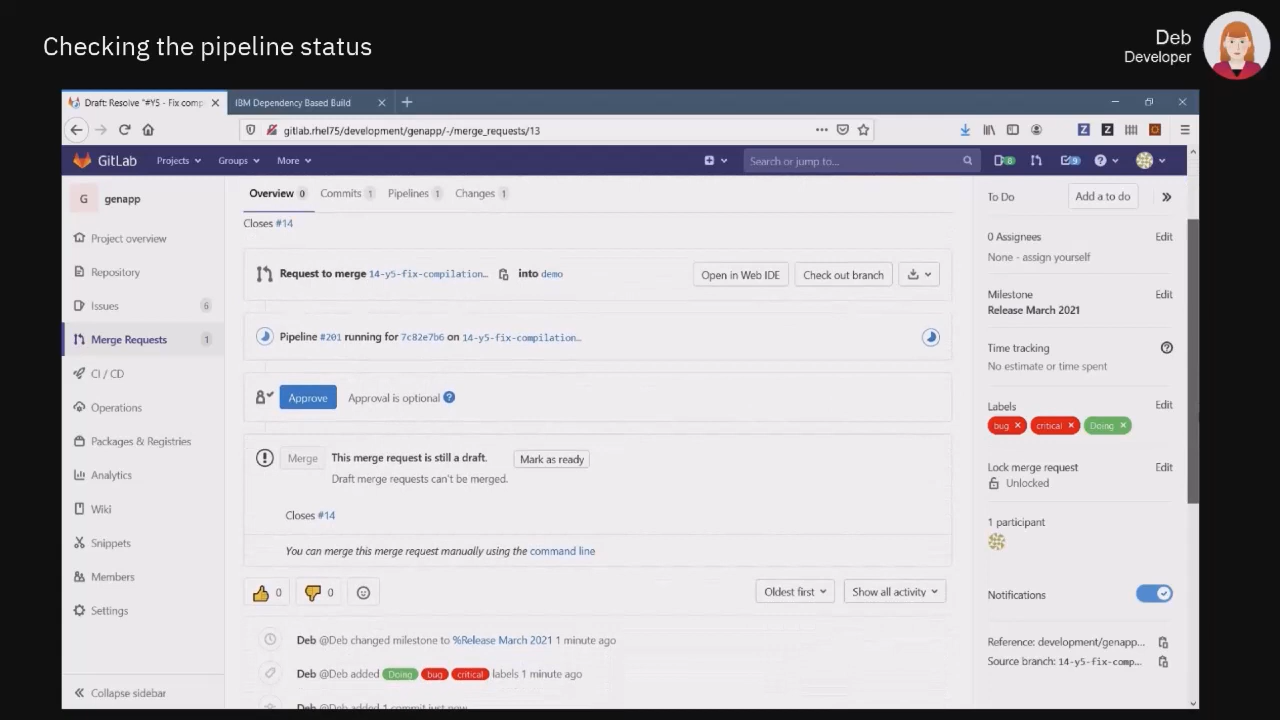 Checking the pipeline status
Deb
Developer
Draft: Resolve "#Y5 - Fix comp
IBM Dependency Based Build
gitlab.rhel75/development/genapp/-/merge_requests/13
GitLab
Projects
Groups
More
Search or jump to...
8
9
G
genapp
Project overview
Repository
Issues 6
Merge Requests 1
CI / CD
Operations
Packages & Registries
Analytics
Wiki
Snippets
Members
Settings
Collapse sidebar
Overview 0 Commits 1 Pipelines 1 Changes 1
Closes #14
Request to merge 14-y5-fix-compilation… into demo
Open in Web IDE
Check out branch
Pipeline #201 running for 7c82e7b6 on 14-y5-fix-compilation…
Approve Approval is optional
Merge This merge request is still a draft. Mark as ready
Draft merge requests can't be merged.
Closes #14
You can merge this merge request manually using the command line
0 0
Oldest first
Show all activity
Deb @Deb changed milestone to %Release March 2021 1 minute ago
Deb @Deb added Doing bug critical labels 1 minute ago
Deb @Deb added 1 commit just now
To Do Add a to do
0 Assignees Edit
None - assign yourself
Milestone Edit
Release March 2021
Time tracking
No estimate or time spent
Labels Edit
bug critical Doing
Lock merge request Edit
Unlocked
1 participant
Notifications
Reference: development/genapp...
Source branch: 14-y5-fix-comp...